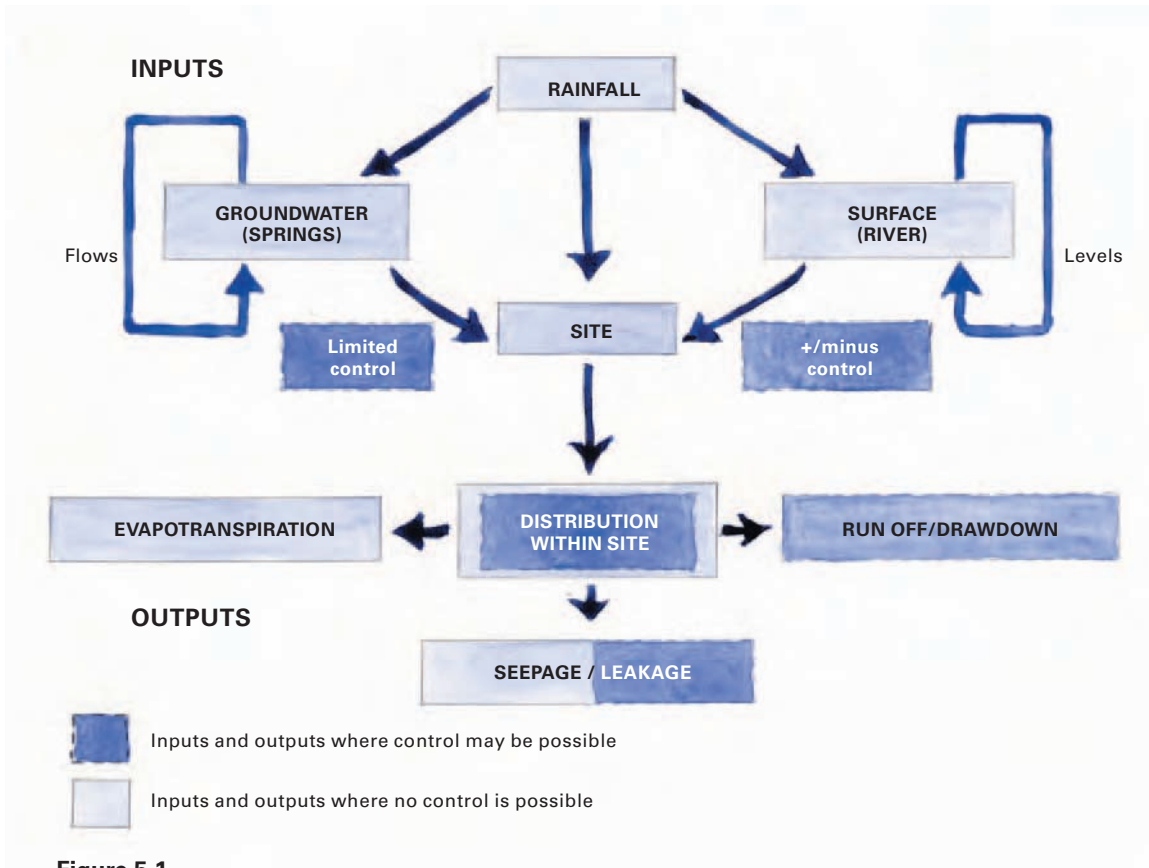 INPUTS
RAINFALL
GROUNDWATER
(SPRINGS)
SURFACE
(RIVER)
Flows
Levels
Limited
control
SITE
+/minus
control
EVAPOTRANSPIRATION
DISTRIBUTION
WITHIN SITE
RUN OFF/DRAWDOWN
OUTPUTS
SEEPAGE / LEAKAGE
Inputs and outputs where control may be possible
Inputs and outputs where no control is possible
Figure 5.1